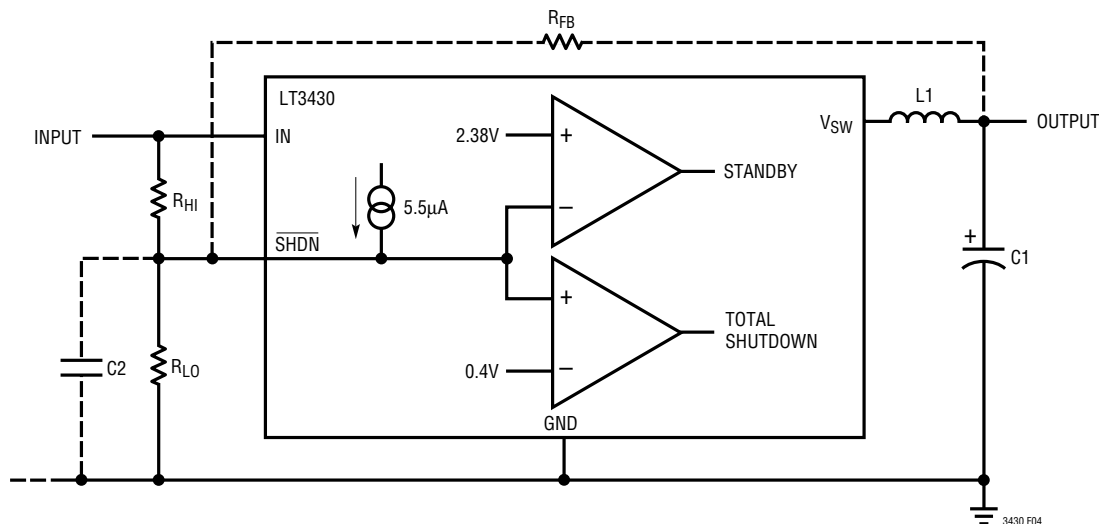 RFB
LT3430
L1
INPUT
IN
VSW
OUTPUT
2.38V
+
STANDBY
RHI
5.5μA
–
SHDN
+
C1
+
TOTAL
SHUTDOWN
C2
RLO
0.4V
–
GND
3430 F04